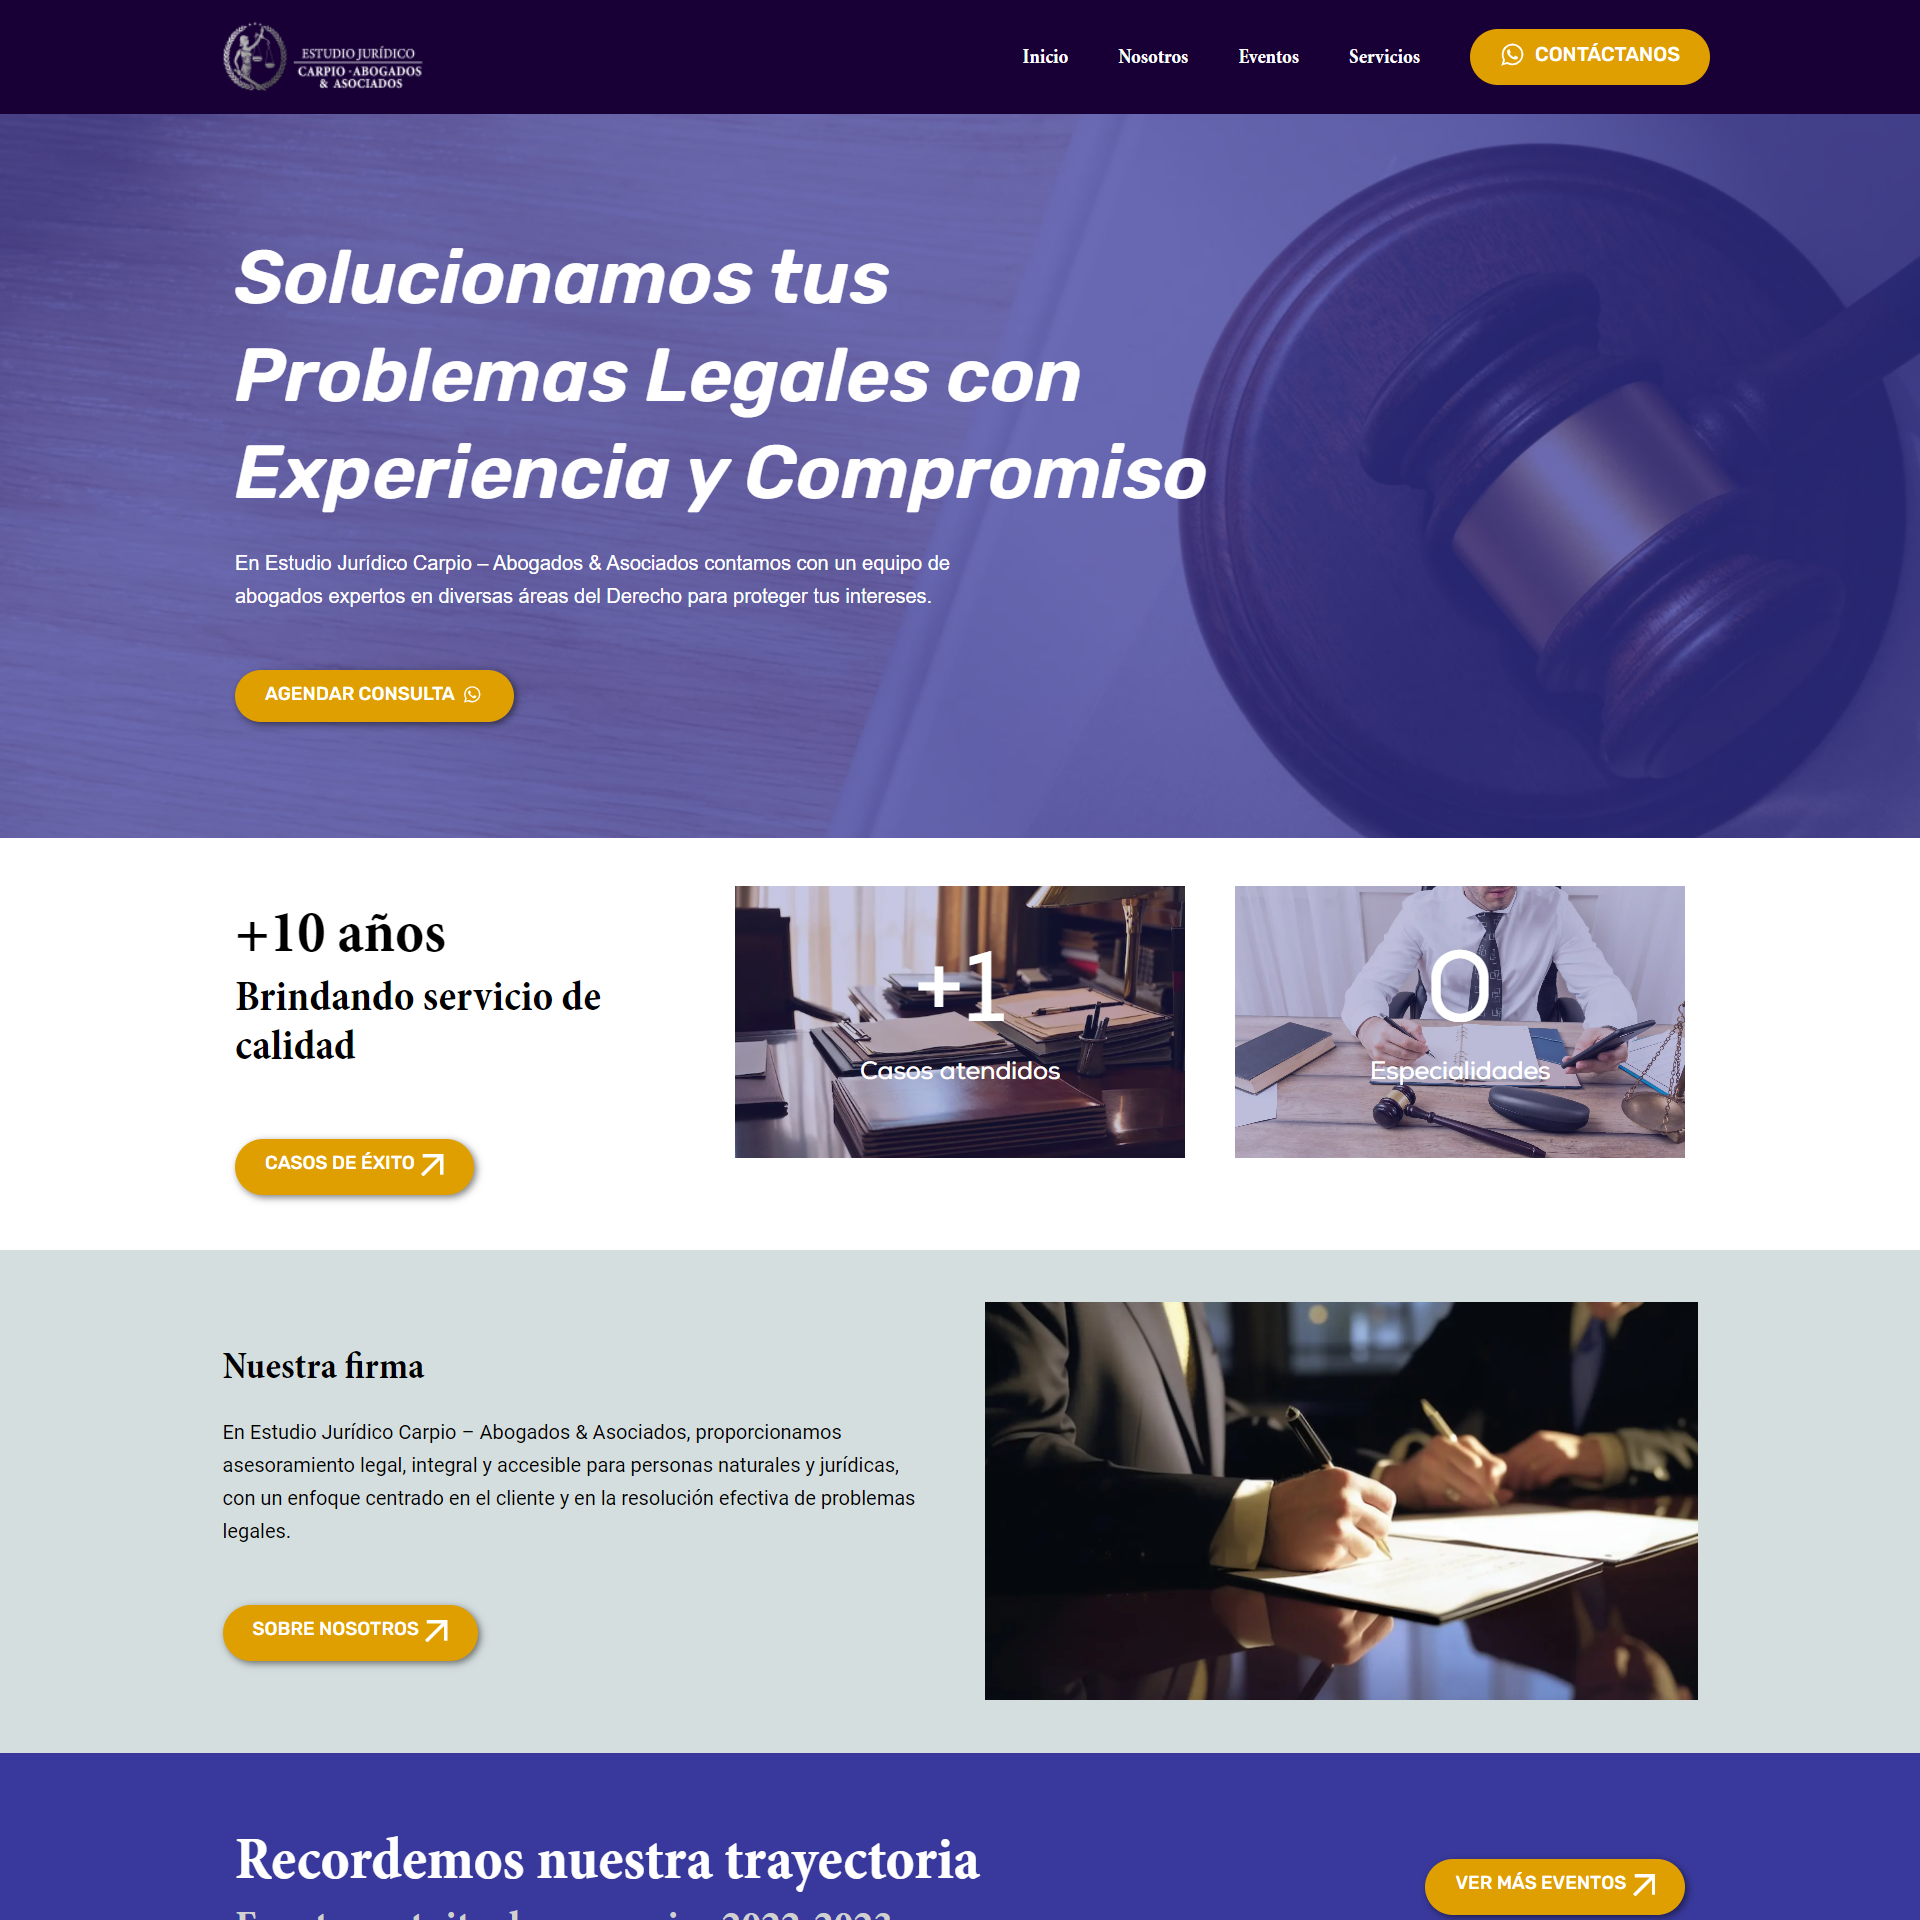 ESTUDIO JURÍDICO
CARPIO - ABOGADOS
& ASOCIADOS
Inicio
Nosotros
Eventos
Servicios
CONTÁCTANOS
Solucionamos tus
Problemas Legales con
Experiencia y Compromiso
En Estudio Jurídico Carpio – Abogados & Asociados contamos con un equipo de
abogados expertos en diversas áreas del Derecho para proteger tus intereses.
AGENDAR CONSULTA
+10 años
Brindando servicio de
calidad
CASOS DE ÉXITO
+1
Casos atendidos
0
Especialidades
Nuestra firma
En Estudio Jurídico Carpio – Abogados & Asociados, proporcionamos
asesoramiento legal, integral y accesible para personas naturales y jurídicas,
con un enfoque centrado en el cliente y en la resolución efectiva de problemas
legales.
SOBRE NOSOTROS
Recordemos nuestra trayectoria
VER MÁS EVENTOS